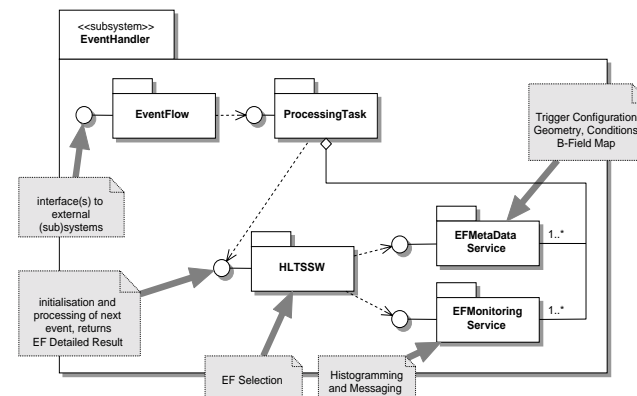 <<subsystem>>
EventHandler
EventFlow
ProcessingTask
Trigger Configuration
Geometry, Conditions
B-Field Map
interface(s) to
external
(sub)systems
HLTSSW
EFMetaData
Service
1..*
initialisation and
processing of next
event, returns
EF Detailed Result
EFMonitoring
Service
1..*
EF Selection
Histogramming
and Messaging